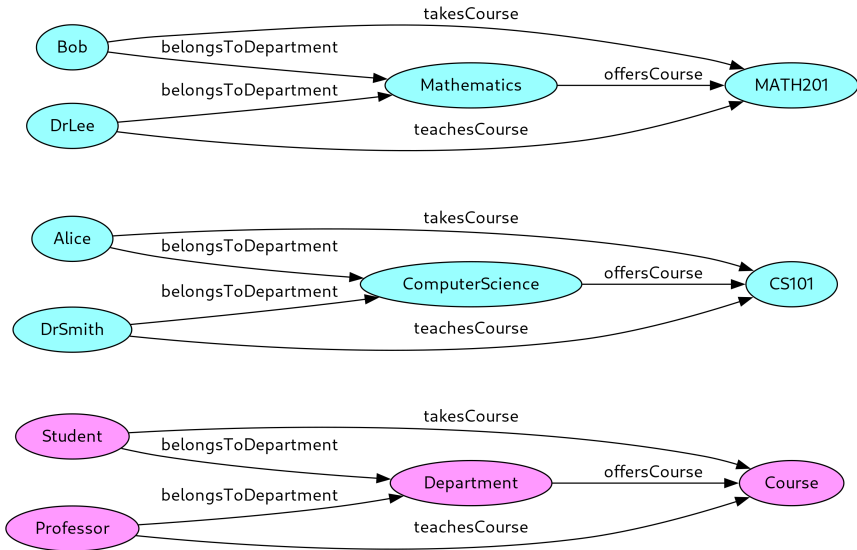 takesCourse
Bob
belongsToDepartment
offersCourse
Mathematics
MATH201
belongsToDepartment
DrLee
teachesCourse
takesCourse
Alice
belongsToDepartment
offersCourse
ComputerScience
CS101
belongsToDepartment
DrSmith
teachesCourse
takesCourse
Student
belongsToDepartment
offersCourse
Department
Course
belongsToDepartment
Professor
teachesCourse